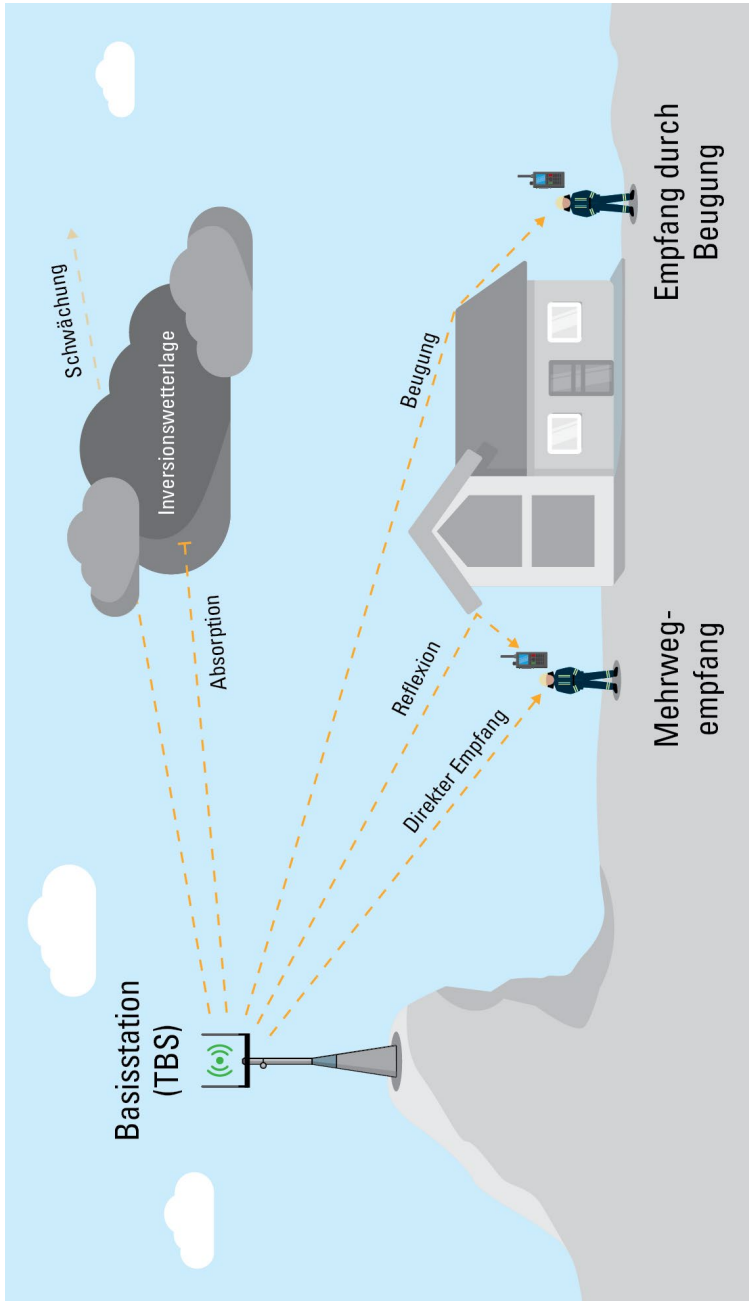 Basisstation
(TBS)
Schwächung
Inversionswetterlage
Absorption
Beugung
Reflexion
Direkter Empfang
Mehrweg-
empfang
Empfang durch
Beugung